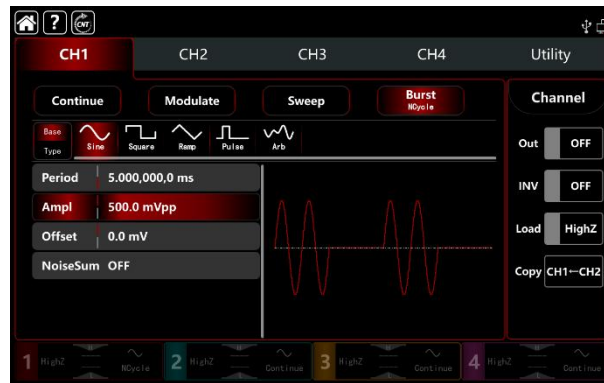 ? CNT
CH1 CH2 CH3 CH4 Utility
Continue Modulate Sweep Burst
NCycle
Channel
Base
Type
Sine Square Ramp Pulse Arb
Out OFF
Period 5.000,000,0 ms
INV OFF
Ampl 500.0 mVpp
Load HighZ
Offset 0.0 mV
NoiseSum OFF
Copy CH1←CH2
1 HighZ NCycle 2 HighZ Continue 3 HighZ Continue 4 HighZ Continue